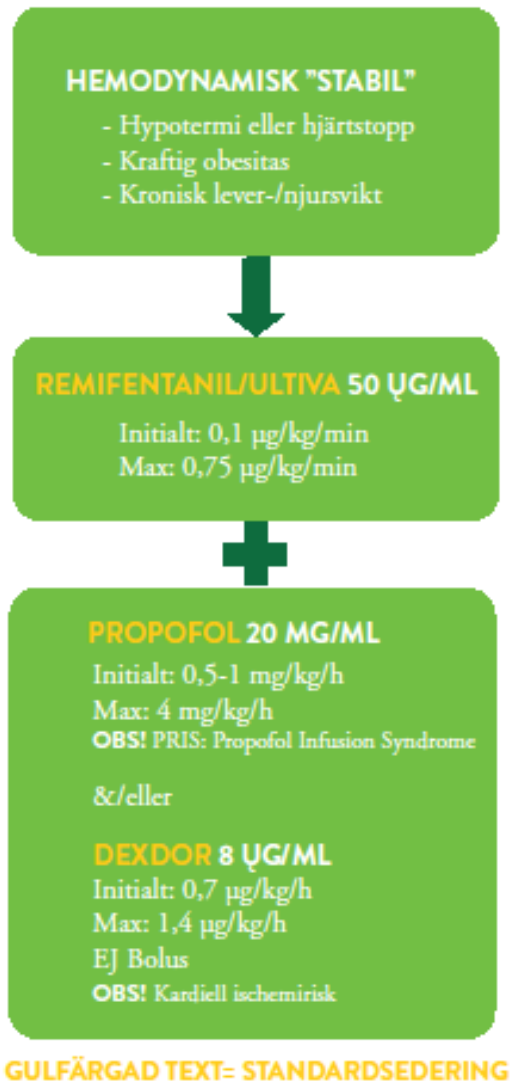 HEMODYNAMISK ”STABIL”
- Hypotermi eller hjärtstopp
- Kraftig obesitas
- Kronisk lever-/njursvikt
REMIFENTANIL/ULTIVA 50 ŲG/ML
Initialt: 0,1 µg/kg/min
Max: 0,75 µg/kg/min
PROPOFOL 20 MG/ML
Initialt: 0,5-1 mg/kg/h
Max: 4 mg/kg/h
OBS! PRIS: Propofol Infusion Syndrome
&/eller
DEXDOR 8 ŲG/ML
Initialt: 0,7 µg/kg/h
Max: 1,4 µg/kg/h
EJ Bolus
OBS! Kardiell ischemirisk
GULFÄRGAD TEXT= STANDARDSEDERING